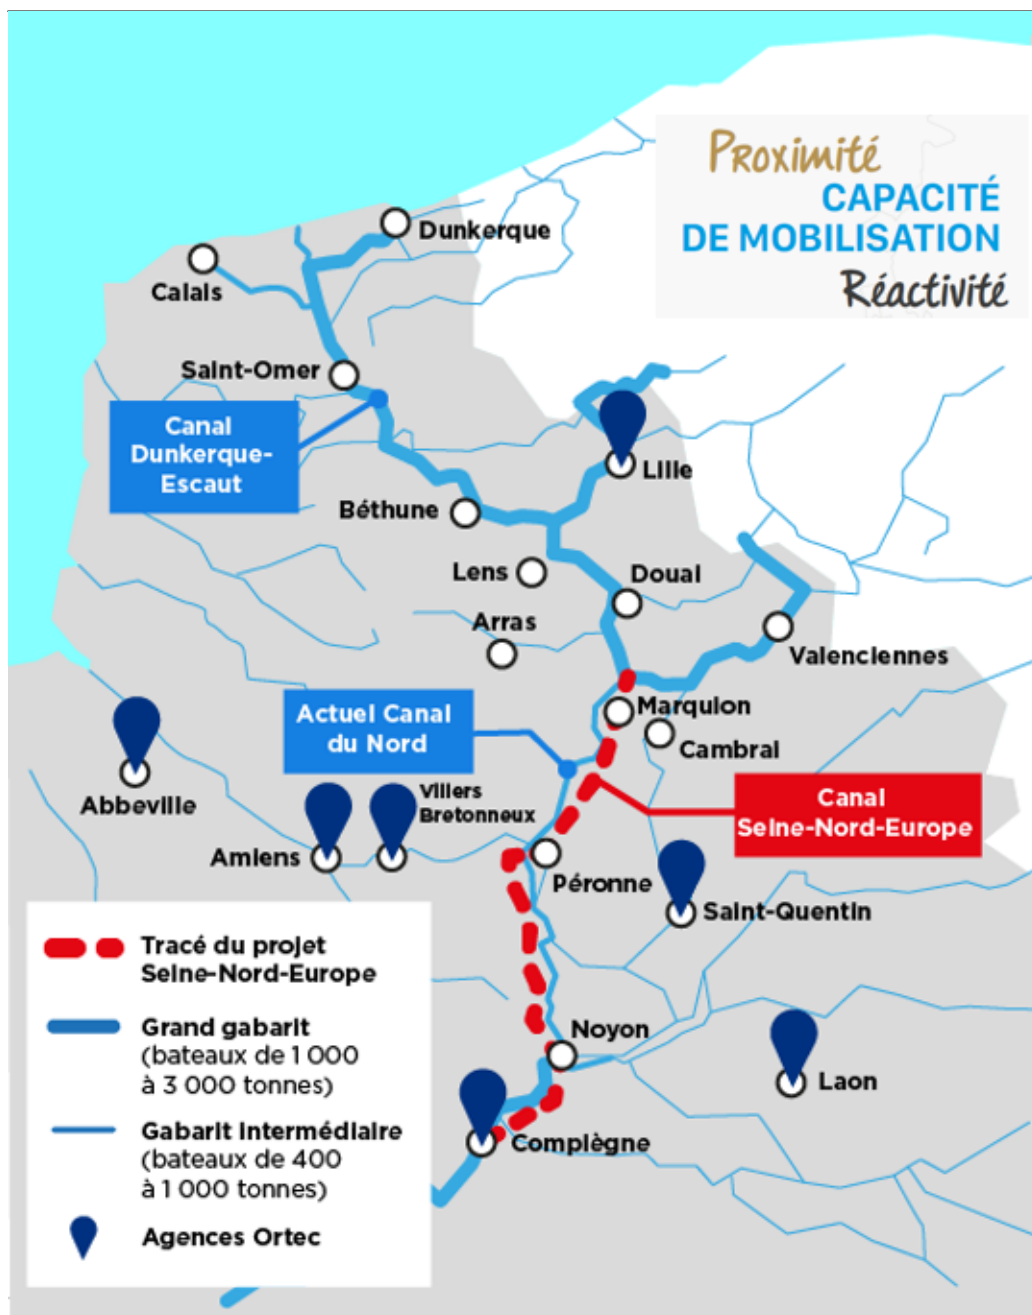 Proximité
CAPACITÉ
DE MOBILISATION
Réactivité
Dunkerque
Calais
Saint-Omer
Canal
Dunkerque-
Escaut
Lille
Béthune
Lens
Douai
Arras
Valenciennes
Marquion
Actuel Canal
du Nord
Cambrai
Abbeville
Villers
Bretonneux
Canal
Seine-Nord-Europe
Amiens
Péronne
Saint-Quentin
Tracé du projet
Seine-Nord-Europe
Grand gabarit
(bateaux de 1 000
à 3 000 tonnes)
Noyon
Laon
Gabarit intermédiaire
(bateaux de 400
à 1 000 tonnes)
Complègne
Agences Ortec